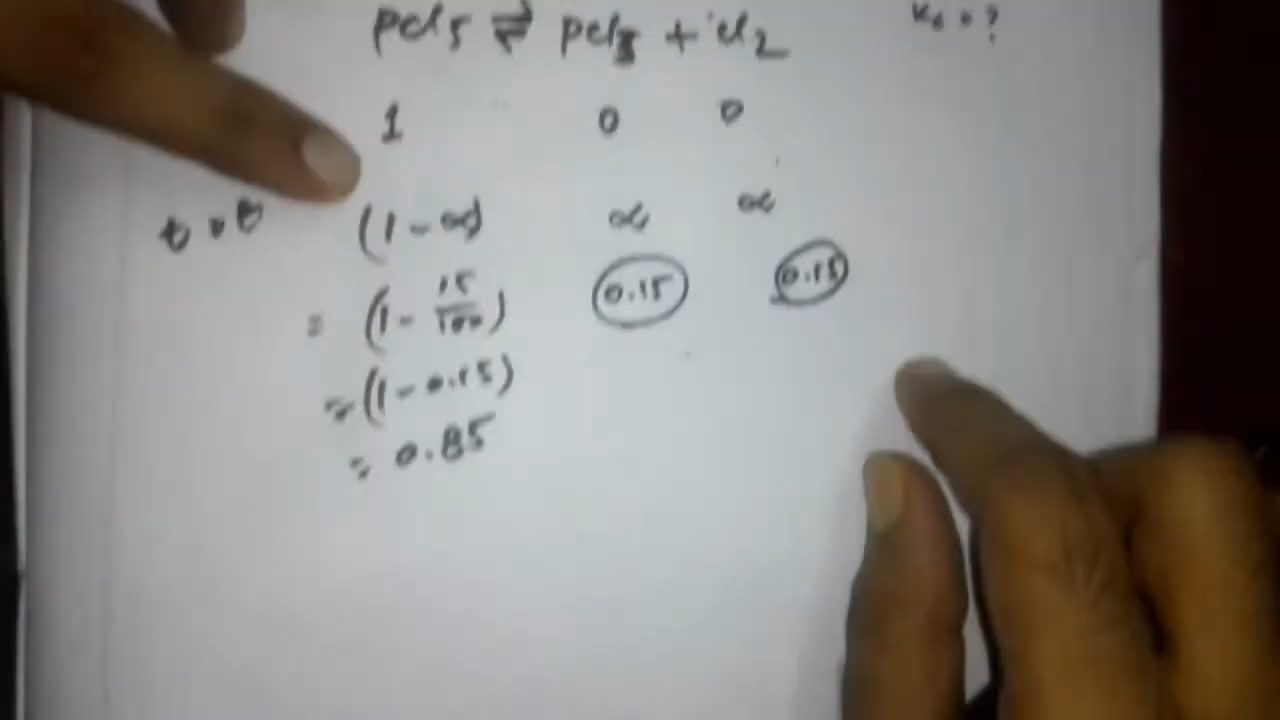 pcl5 ⇌ pcl3 + cl2 Kc = ?
1 0 0
t = t (1 - α) α α
= (1 - 15/100) 0.15 0.15
= (1 - 0.15)
= 0.85